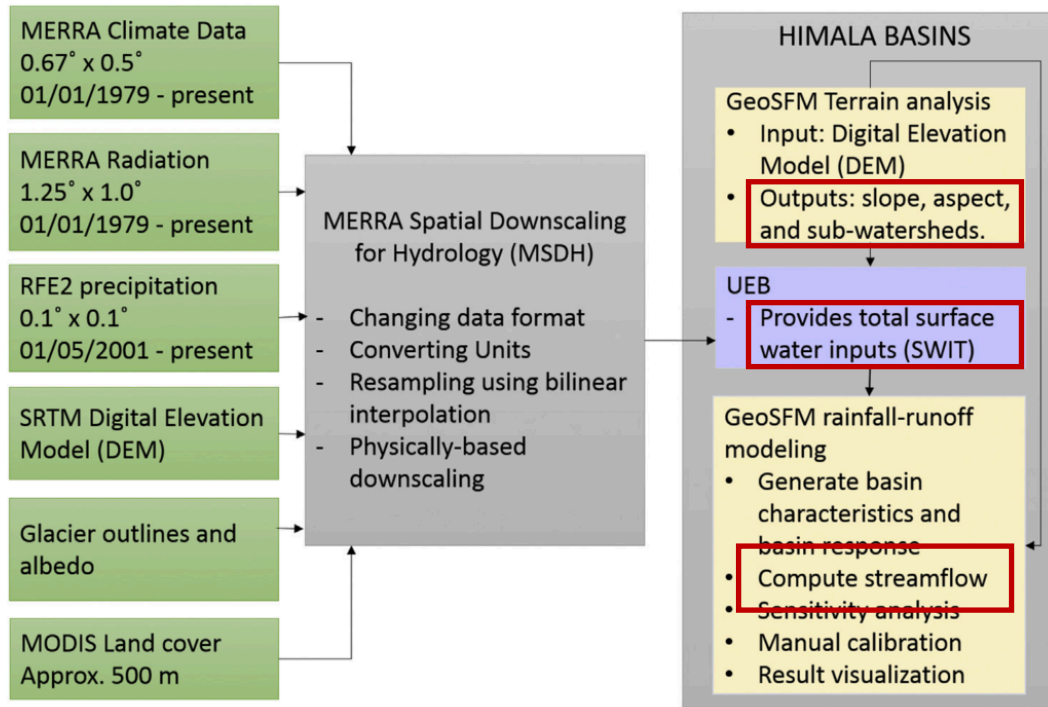 MERRA Climate Data
0.67° x 0.5°
01/01/1979 - present
MERRA Radiation
1.25° x 1.0°
01/01/1979 - present
RFE2 precipitation
0.1° x 0.1°
01/05/2001 - present
SRTM Digital Elevation
Model (DEM)
Glacier outlines and
albedo
MODIS Land cover
Approx. 500 m
MERRA Spatial Downscaling
for Hydrology (MSDH)
- Changing data format
- Converting Units
- Resampling using bilinear
interpolation
- Physically-based
downscaling
HIMALA BASINS
GeoSFM Terrain analysis
• Input: Digital Elevation
Model (DEM)
• Outputs: slope, aspect,
and sub-watersheds.
UEB
- Provides total surface
water inputs (SWIT)
GeoSFM rainfall-runoff
modeling
• Generate basin
characteristics and
basin response
• Compute streamflow
• Sensitivity analysis
• Manual calibration
• Result visualization